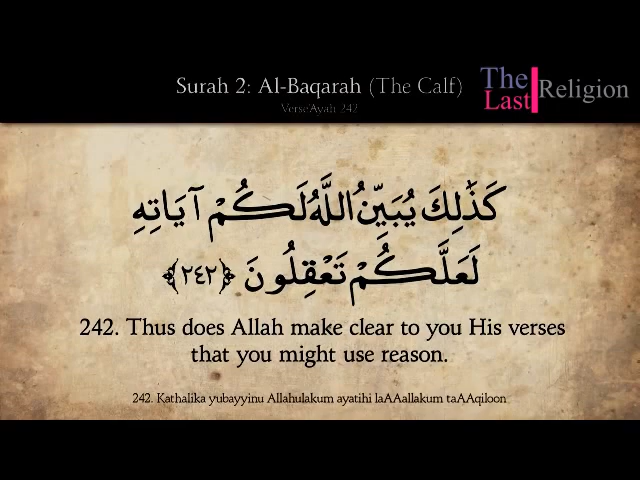 Surah 2: Al-Baqarah (The Calf)
The
Last
Religion
Verse'Ayah 242
كَذَٰلِكَ يُبَيِّنُ اللَّهُ لَكُمْ آيَاتِهِ
لَعَلَّكُمْ تَعْقِلُونَ ﴿٢٤٢﴾
242. Thus does Allah make clear to you His verses
that you might use reason.
242. Kathalika yubayyinu Allahulakum ayatihi laAAallakum taAAqiloon